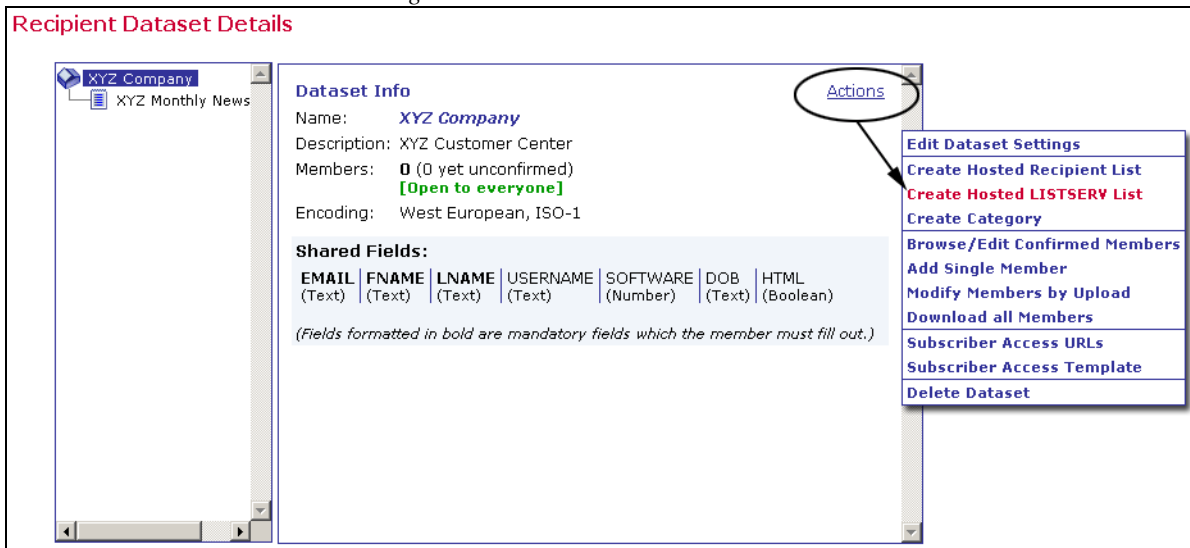 Recipient Dataset Details
XYZ Company
XYZ Monthly News
Dataset Info
Actions
Name: XYZ Company
Description: XYZ Customer Center
Members: 0 (0 yet unconfirmed)
[Open to everyone]
Encoding: West European, ISO-1
Shared Fields:
EMAIL FNAME LNAME USERNAME SOFTWARE DOB HTML
(Text) (Text) (Text) (Text) (Number) (Text) (Boolean)
(Fields formatted in bold are mandatory fields which the member must fill out.)
Edit Dataset Settings
Create Hosted Recipient List
Create Hosted LISTSERV List
Create Category
Browse/Edit Confirmed Members
Add Single Member
Modify Members by Upload
Download all Members
Subscriber Access URLs
Subscriber Access Template
Delete Dataset